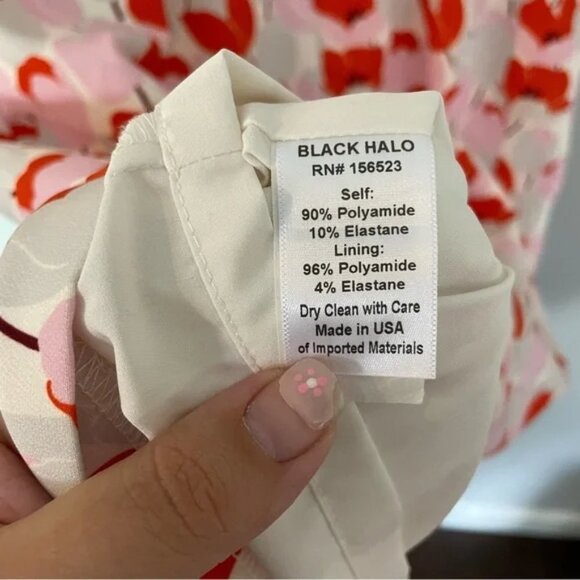 BLACK HALO
RN# 156523
Self:
90% Polyamide
10% Elastane
Lining:
96% Polyamide
4% Elastane
Dry Clean with Care
Made in USA
of Imported Materials